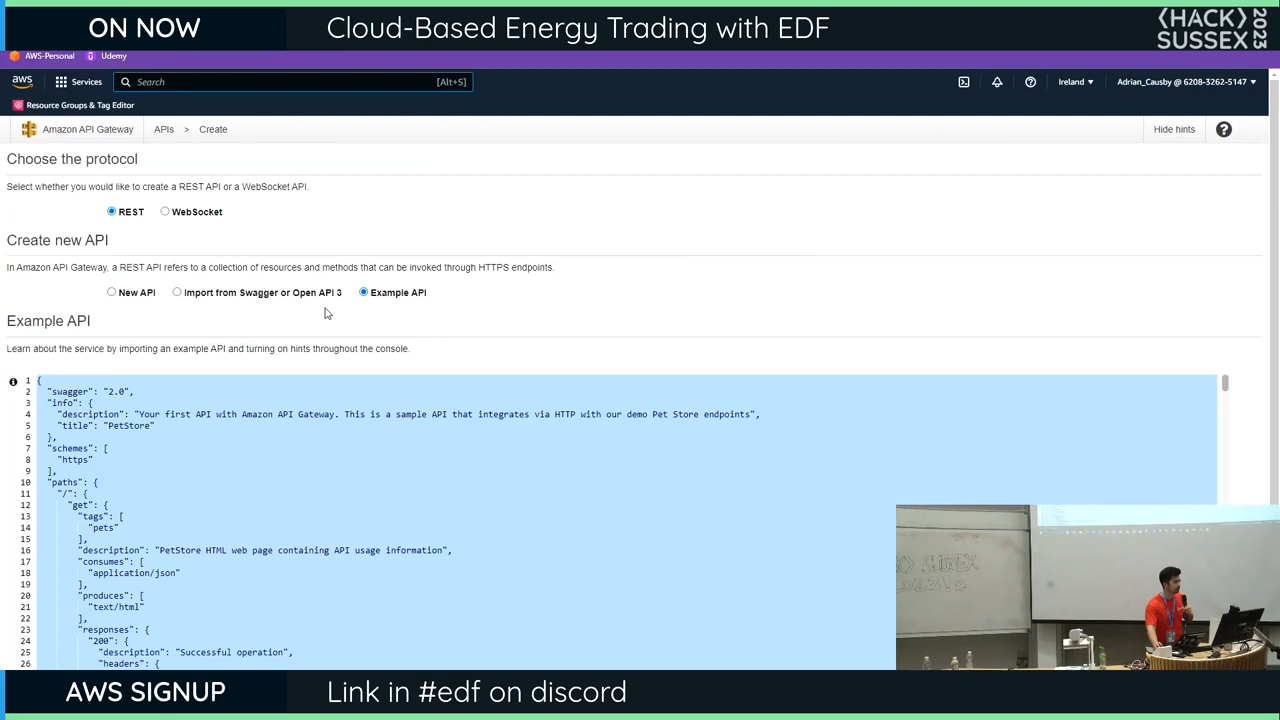 ON NOW
Cloud-Based Energy Trading with EDF
{HACK}
SUSSEX
2023
AWS-Personal
Udemy
aws
Services
Search
[Alt+S]
Ireland
Adrian_Causby @ 6208-3262-5147
Resource Groups & Tag Editor
Amazon API Gateway
APIs > Create
Hide hints
?
Choose the protocol
Select whether you would like to create a REST API or a WebSocket API.
REST
WebSocket
Create new API
In Amazon API Gateway, a REST API refers to a collection of resources and methods that can be invoked through HTTPS endpoints.
New API
Import from Swagger or Open API 3
Example API
Example API
Learn about the service by importing an example API and turning on hints throughout the console.
1 {
2 "swagger": "2.0",
3 "info": {
4 "description": "Your first API with Amazon API Gateway. This is a sample API that integrates via HTTP with our demo Pet Store endpoints",
5 "title": "PetStore"
6 },
7 "schemes": [
8 "https"
9 ],
10 "paths": {
11 "/": {
12 "get": {
13 "tags": [
14 "pets"
15 ],
16 "description": "PetStore HTML web page containing API usage information",
17 "consumes": [
18 "application/json"
19 ],
20 "produces": [
21 "text/html"
22 ],
23 "responses": {
24 "200": {
25 "description": "Successful operation",
26 "headers": {
AWS SIGNUP
Link in #edf on discord